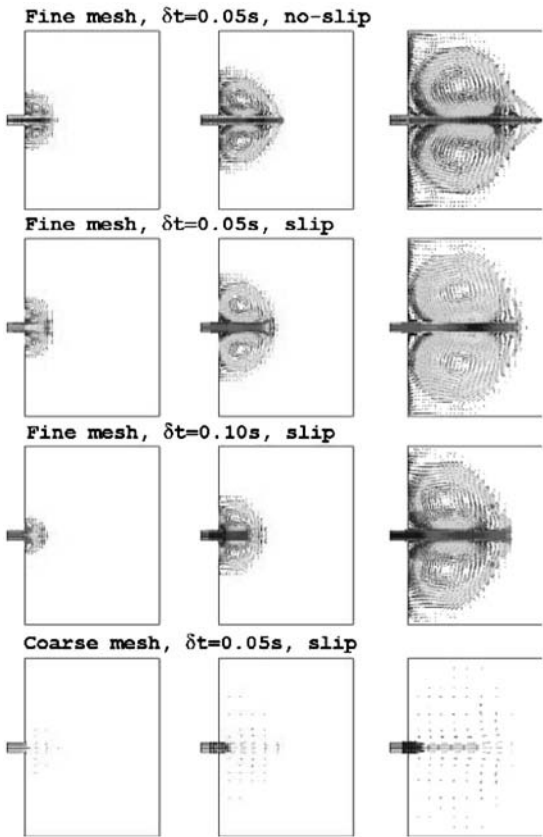 Fine mesh, δt=0.05s, no-slip
Fine mesh, δt=0.05s, slip
Fine mesh, δt=0.10s, slip
Coarse mesh, δt=0.05s, slip